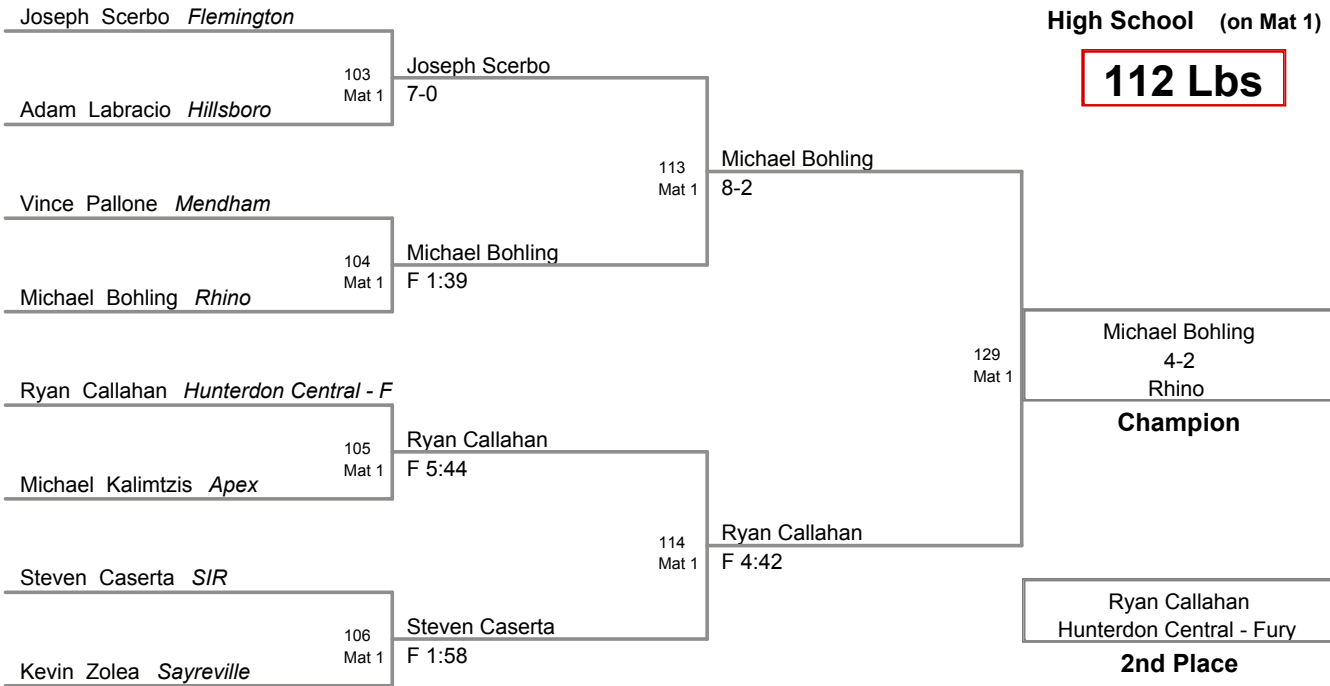 Joseph Scerbo Flemington
High School (on Mat 1)
112 Lbs
103
Mat 1
Joseph Scerbo
7-0
Adam Labracio Hillsboro
113
Mat 1
Michael Bohling
8-2
Vince Pallone Mendham
104
Mat 1
Michael Bohling
F 1:39
Michael Bohling Rhino
129
Mat 1
Michael Bohling
4-2
Rhino
Champion
Ryan Callahan Hunterdon Central - F
105
Mat 1
Ryan Callahan
F 5:44
Michael Kalimtzis Apex
114
Mat 1
Ryan Callahan
F 4:42
Steven Caserta SIR
106
Mat 1
Steven Caserta
F 1:58
Kevin Zolea Sayreville
Ryan Callahan
Hunterdon Central - Fury
2nd Place